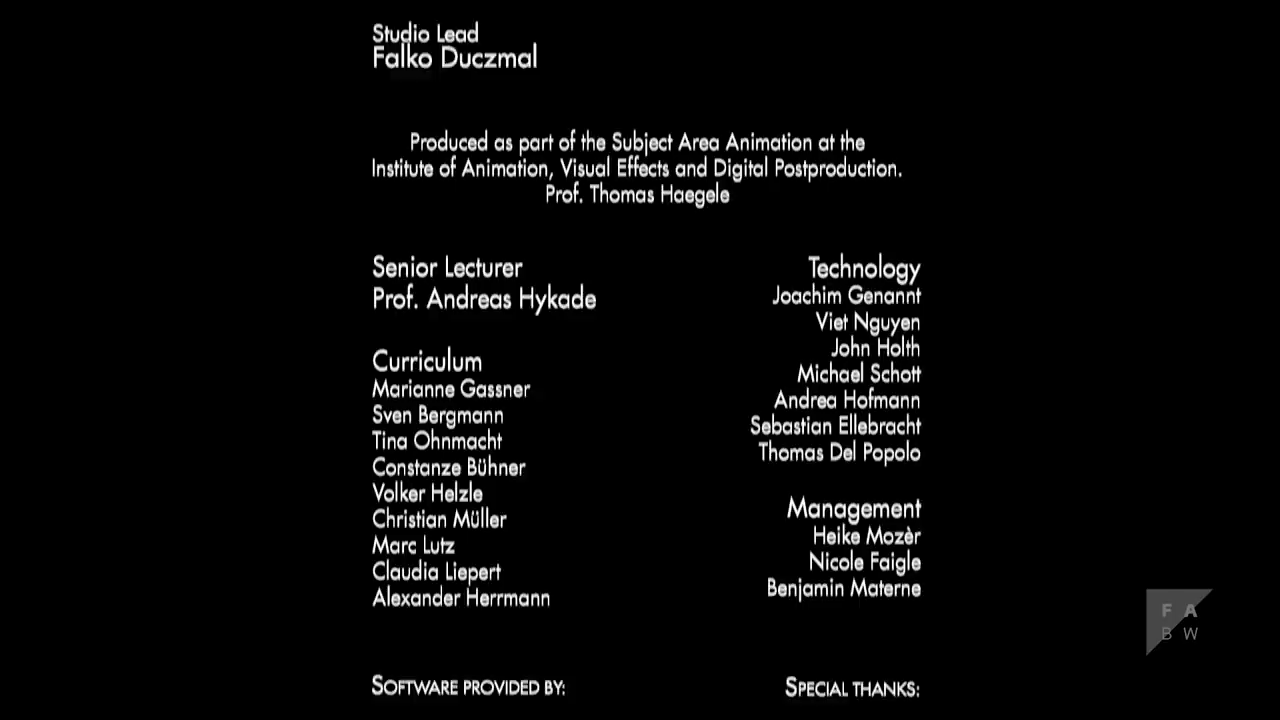 Studio Lead
Falko Duczmal
Produced as part of the Subject Area Animation at the
Institute of Animation, Visual Effects and Digital Postproduction.
Prof. Thomas Haegele
Senior Lecturer
Prof. Andreas Hykade
Curriculum
Marianne Gassner
Sven Bergmann
Tina Ohnmacht
Constanze Bühner
Volker Helzle
Christian Müller
Marc Lutz
Claudia Liepert
Alexander Herrmann
Technology
Joachim Genannt
Viet Nguyen
John Holth
Michael Schott
Andrea Hofmann
Sebastian Ellebracht
Thomas Del Popolo
Management
Heike Mozèr
Nicole Faigle
Benjamin Materne
SOFTWARE PROVIDED BY:
SPECIAL THANKS:
F A
B W